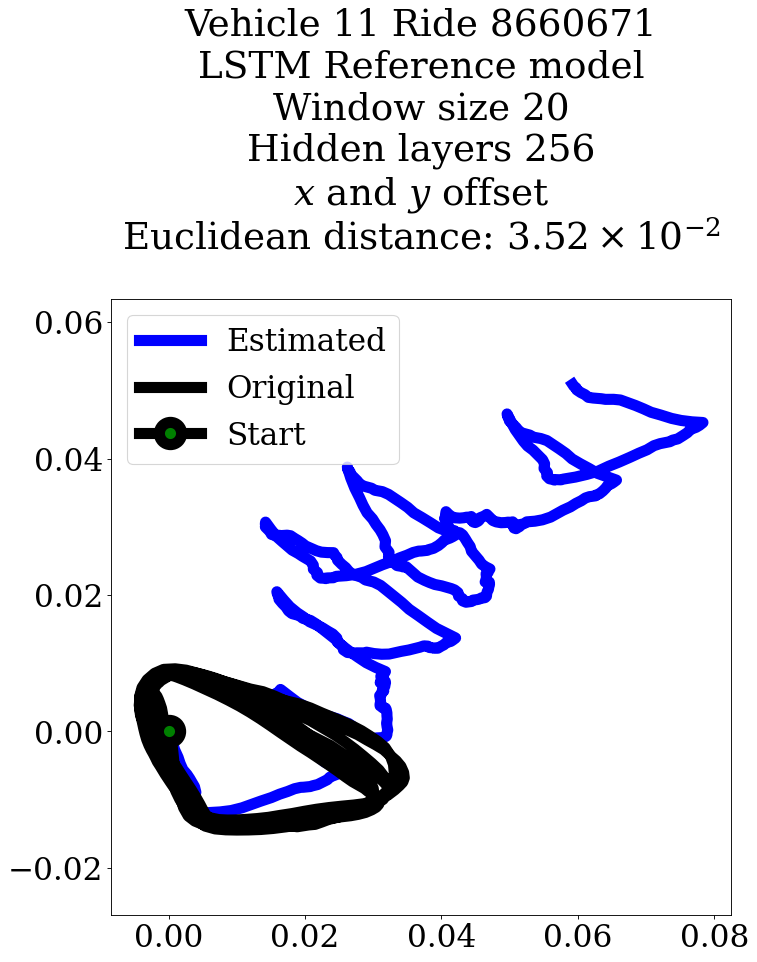 Vehicle 11 Ride 8660671
LSTM Reference model
Window size 20
Hidden layers 256
x and y offset
Euclidean distance: 3.52 × 10⁻²
Estimated
Original
Start
0.06
0.04
0.02
0.00
−0.02
0.00 0.02 0.04 0.06 0.08